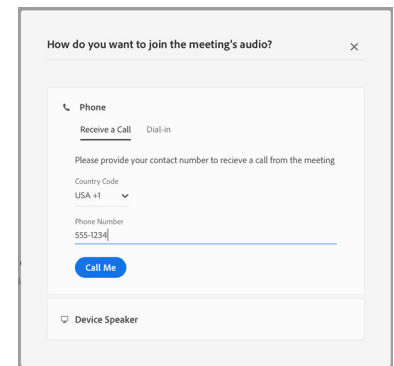 How do you want to join the meeting's audio?
Phone
Receive a Call Dial-in
Please provide your contact number to recieve a call from the meeting
Country Code
USA +1
Phone Number
555-1234
Call Me
Device Speaker